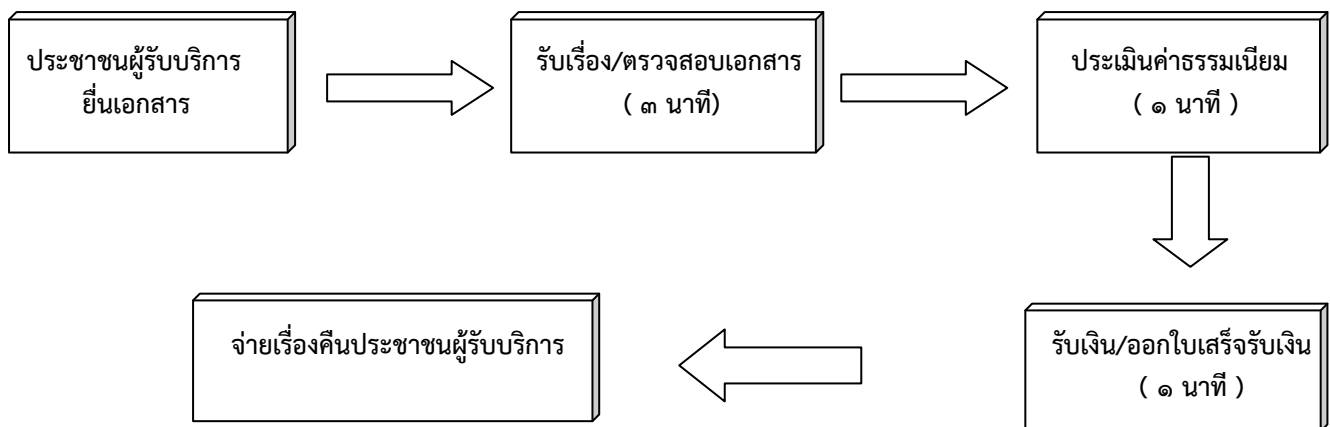 ประชาชนผู้รับบริการ
ยื่นเอกสาร
รับเรื่อง/ตรวจสอบเอกสาร
( ๓ นาที)
ประเมินค่าธรรมเนียม
( ๑ นาที )
รับเงิน/ออกใบเสร็จรับเงิน
( ๑ นาที )
จ่ายเรื่องคืนประชาชนผู้รับบริการ